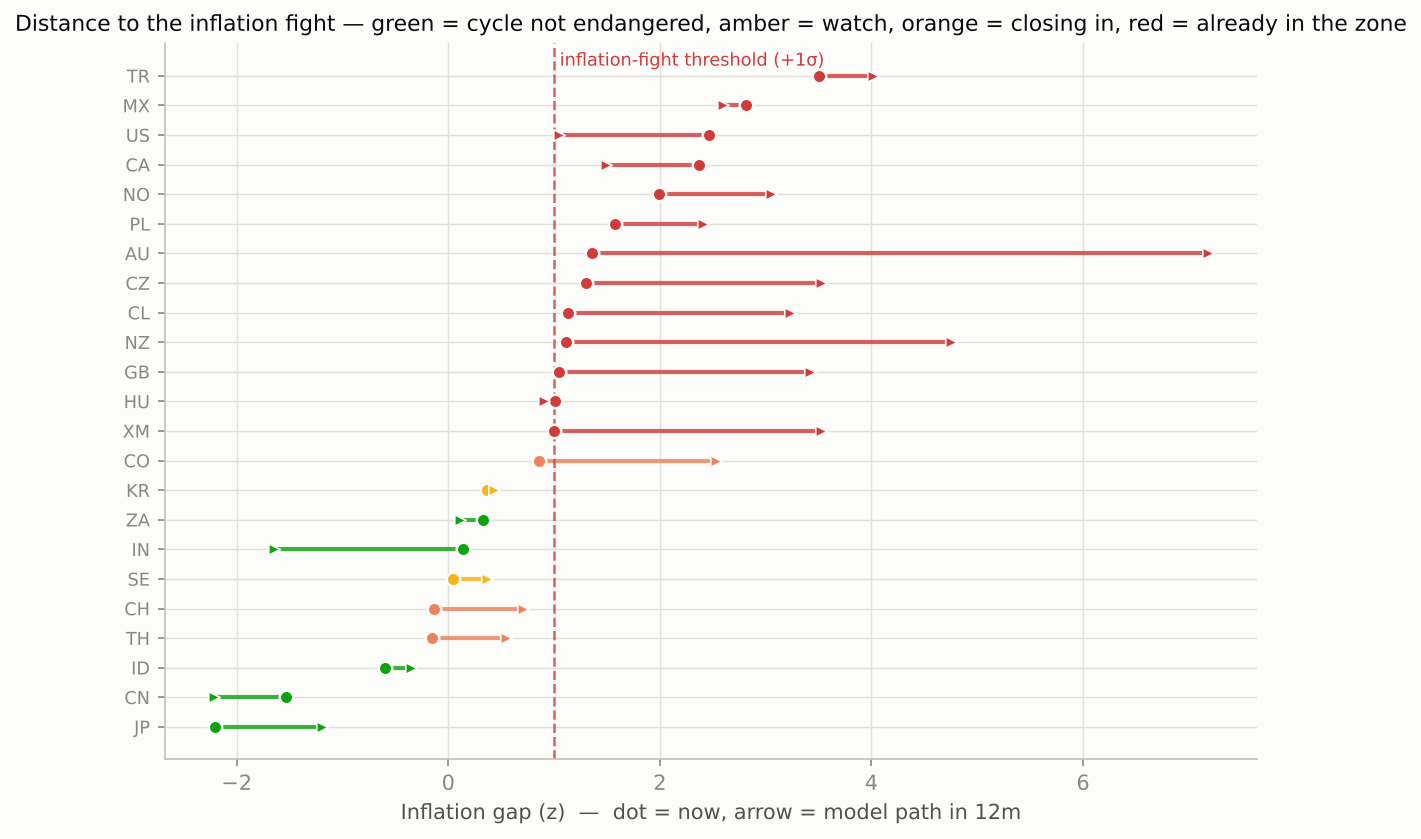 Distance to the inflation fight — green = cycle not endangered, amber = watch, orange = closing in, red = already in the zone
inflation-fight threshold (+1σ)
TR
MX
US
CA
NO
PL
AU
CZ
CL
NZ
GB
HU
XM
CO
KR
ZA
IN
SE
CH
TH
ID
CN
JP
−2 0 2 4 6
Inflation gap (z) — dot = now, arrow = model path in 12m